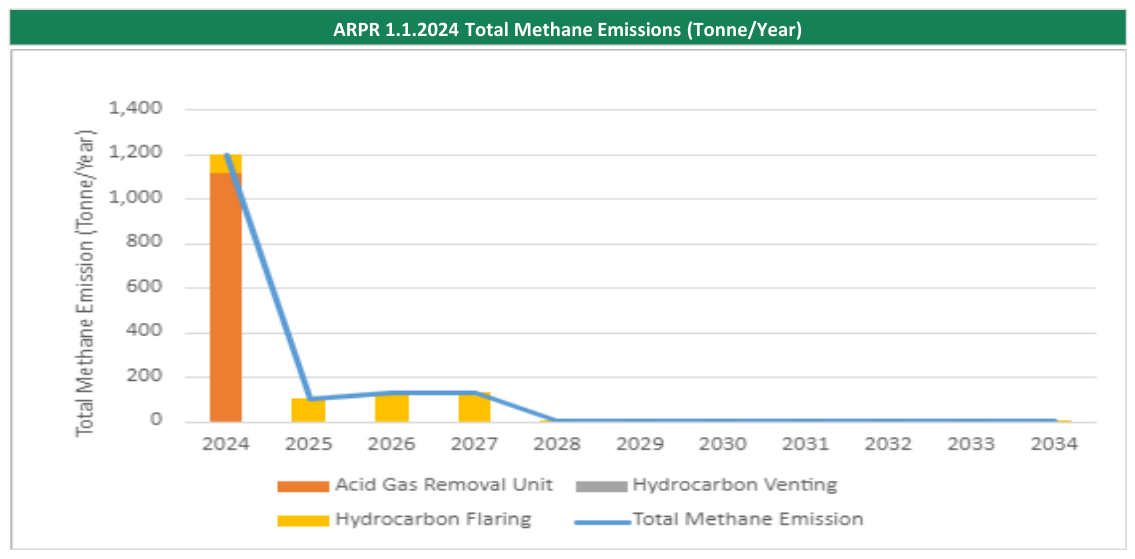 ARPR 1.1.2024 Total Methane Emissions (Tonne/Year)
Total Methane Emission (Tonne/Year)
1,400
1,200
1,000
800
600
400
200
0
2024 2025 2026 2027 2028 2029 2030 2031 2032 2033 2034
Acid Gas Removal Unit Hydrocarbon Venting
Hydrocarbon Flaring Total Methane Emission